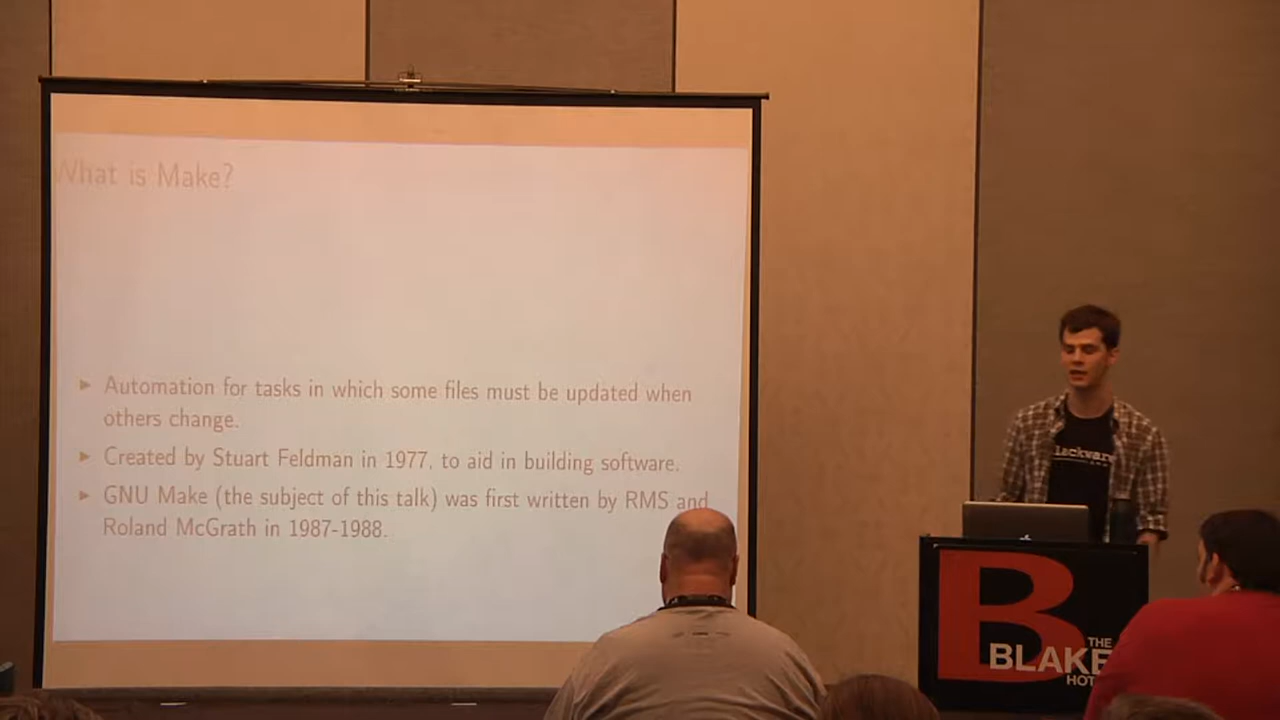 What is Make?
▶ Automation for tasks in which some files must be updated when
others change.
▶ Created by Stuart Feldman in 1977, to aid in building software.
▶ GNU Make (the subject of this talk) was first written by RMS and
Roland McGrath in 1987-1988.
lackware
B
THE
BLAKE
HOT